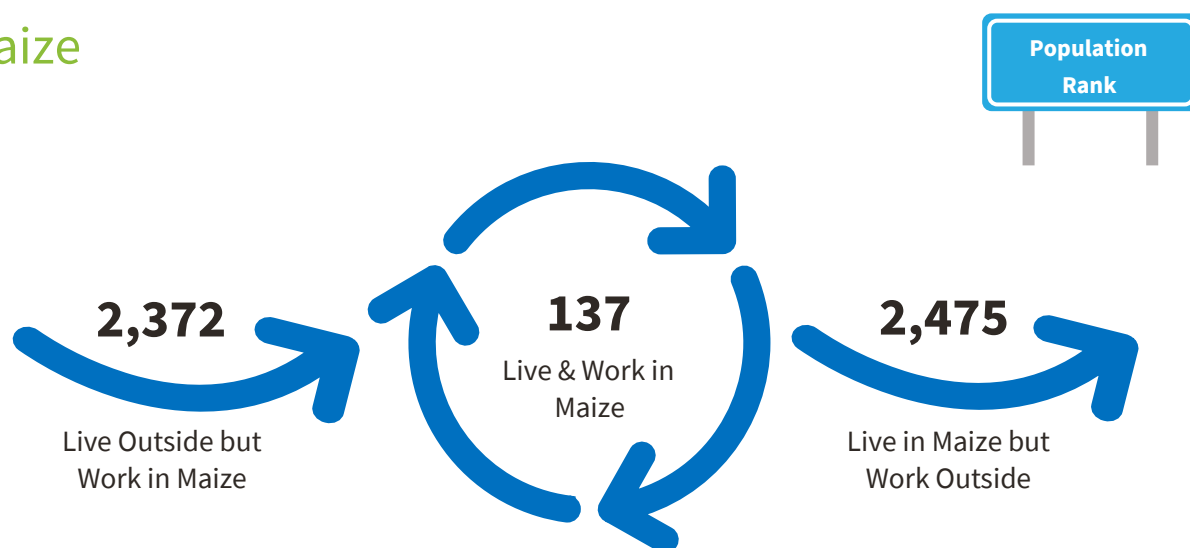 aize
Population
Rank
2,372
Live Outside but
Work in Maize
137
Live & Work in
Maize
2,475
Live in Maize but
Work Outside